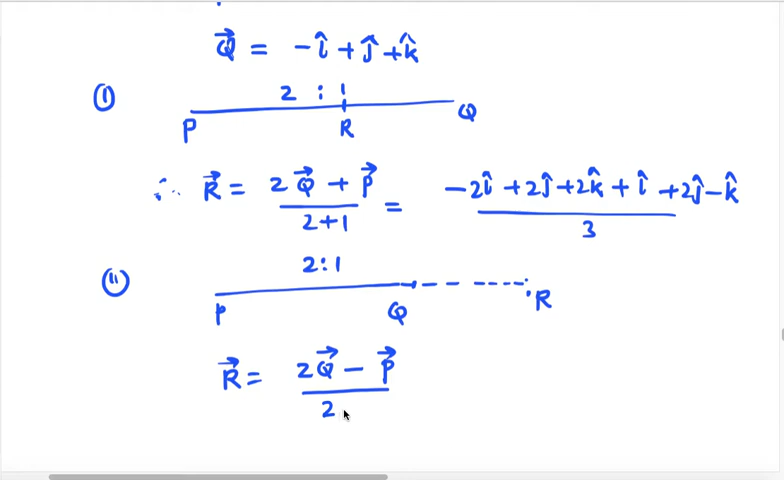 Q⃗ = -î + ĵ + k̂
(i) 2 : 1
P R Q
∴ R⃗ = (2Q⃗ + P⃗)/(2+1) = (-2î + 2ĵ + 2k̂ + î + 2ĵ - k̂)/3
(ii) 2:1
P Q R
R⃗ = (2Q⃗ - P⃗)/2